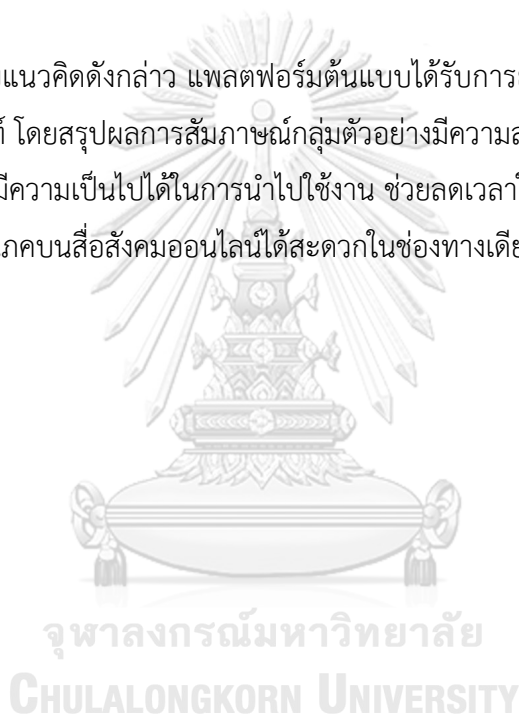 แนวคิดดังกล่าว แพลตฟอร์มต้นแบบได้รับการ
โดยสรุปผลการสัมภาษณ์กลุ่มตัวอย่างมีความ
มีความเป็นไปได้ในการนำไปใช้งาน ช่วยลดเวลา
ภคบนสื่อสังคมออนไลน์ได้สะดวกในช่องทางเดีย
จุฬาลงกรณ์มหาวิทยาลัย
CHULALONGKORN UNIVERSITY